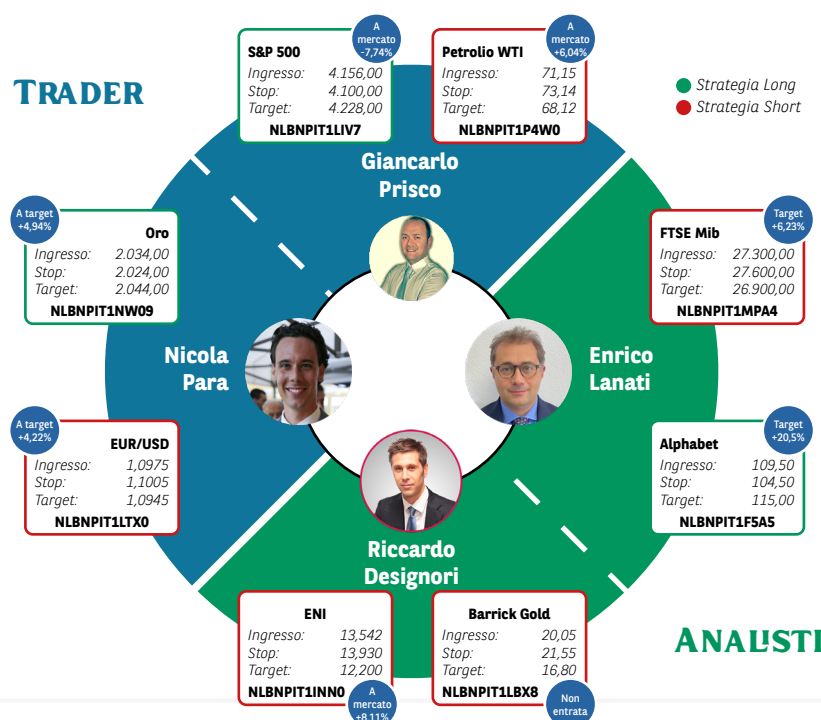 TRADER
S&P 500
A
mercato
-7,74%
Ingresso: 4.156,00
Stop: 4.100,00
Target: 4.228,00
NLBNPIT1LIV7
Petrolio WTI
A
mercato
+6,04%
Ingresso: 71,15
Stop: 73,14
Target: 68,12
NLBNPIT1P4W0
Strategia Long
Strategia Short
Giancarlo
Prisco
A target
+4,94%
Oro
Ingresso: 2.034,00
Stop: 2.024,00
Target: 2.044,00
NLBNPIT1NW09
FTSE Mib
Target
+6,23%
Ingresso: 27.300,00
Stop: 27.600,00
Target: 26.900,00
NLBNPIT1MPA4
Nicola
Para
Enrico
Lanati
A target
+4,22%
EUR/USD
Ingresso: 1,0975
Stop: 1,1005
Target: 1,0945
NLBNPIT1LTX0
Alphabet
Target
+20,5%
Ingresso: 109,50
Stop: 104,50
Target: 115,00
NLBNPIT1F5A5
Riccardo
Designori
ENI
Ingresso: 13,542
Stop: 13,930
Target: 12,200
NLBNPIT1INN0
A
mercato
+8,11%
Barrick Gold
Ingresso: 20,05
Stop: 21,55
Target: 16,80
NLBNPIT1LBX8
Non
entrata
ANALISTI